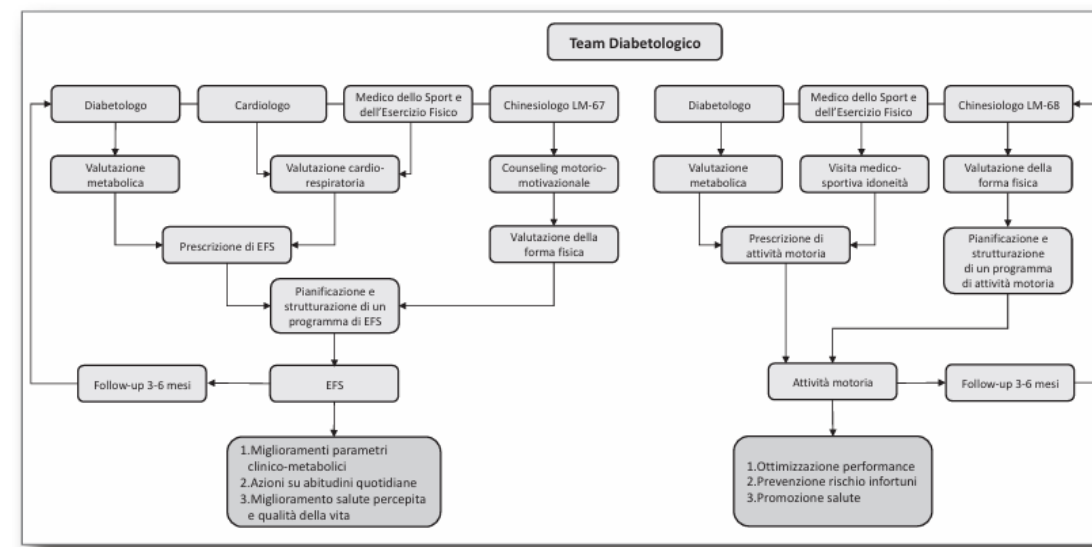 Team Diabetologico
Diabetologo
Cardiologo
Medico dello Sport e
dell'Esercizio Fisico
Chinesiologo LM-67
Valutazione
metabolica
Valutazione cardio-
respiratoria
Counseling motorio-
motivazionale
Prescrizione di EFS
Valutazione della
forma fisica
Pianificazione e
strutturazione di un
programma di EFS
Follow-up 3-6 mesi
EFS
1.Miglioramenti parametri
clinico-metabolici
2.Azioni su abitudini quotidiane
3.Miglioramento salute percepita
e qualità della vita
Diabetologo
Medico dello Sport e
dell'Esercizio Fisico
Chinesiologo LM-68
Valutazione
metabolica
Visita medico-
sportiva idoneità
Valutazione della
forma fisica
Prescrizione di
attività motoria
Pianificazione e
strutturazione
di un programma
di attività motoria
Attività motoria
Follow-up 3-6 mesi
1.Ottimizzazione performance
2.Prevenzione rischio infortuni
3.Promozione salute